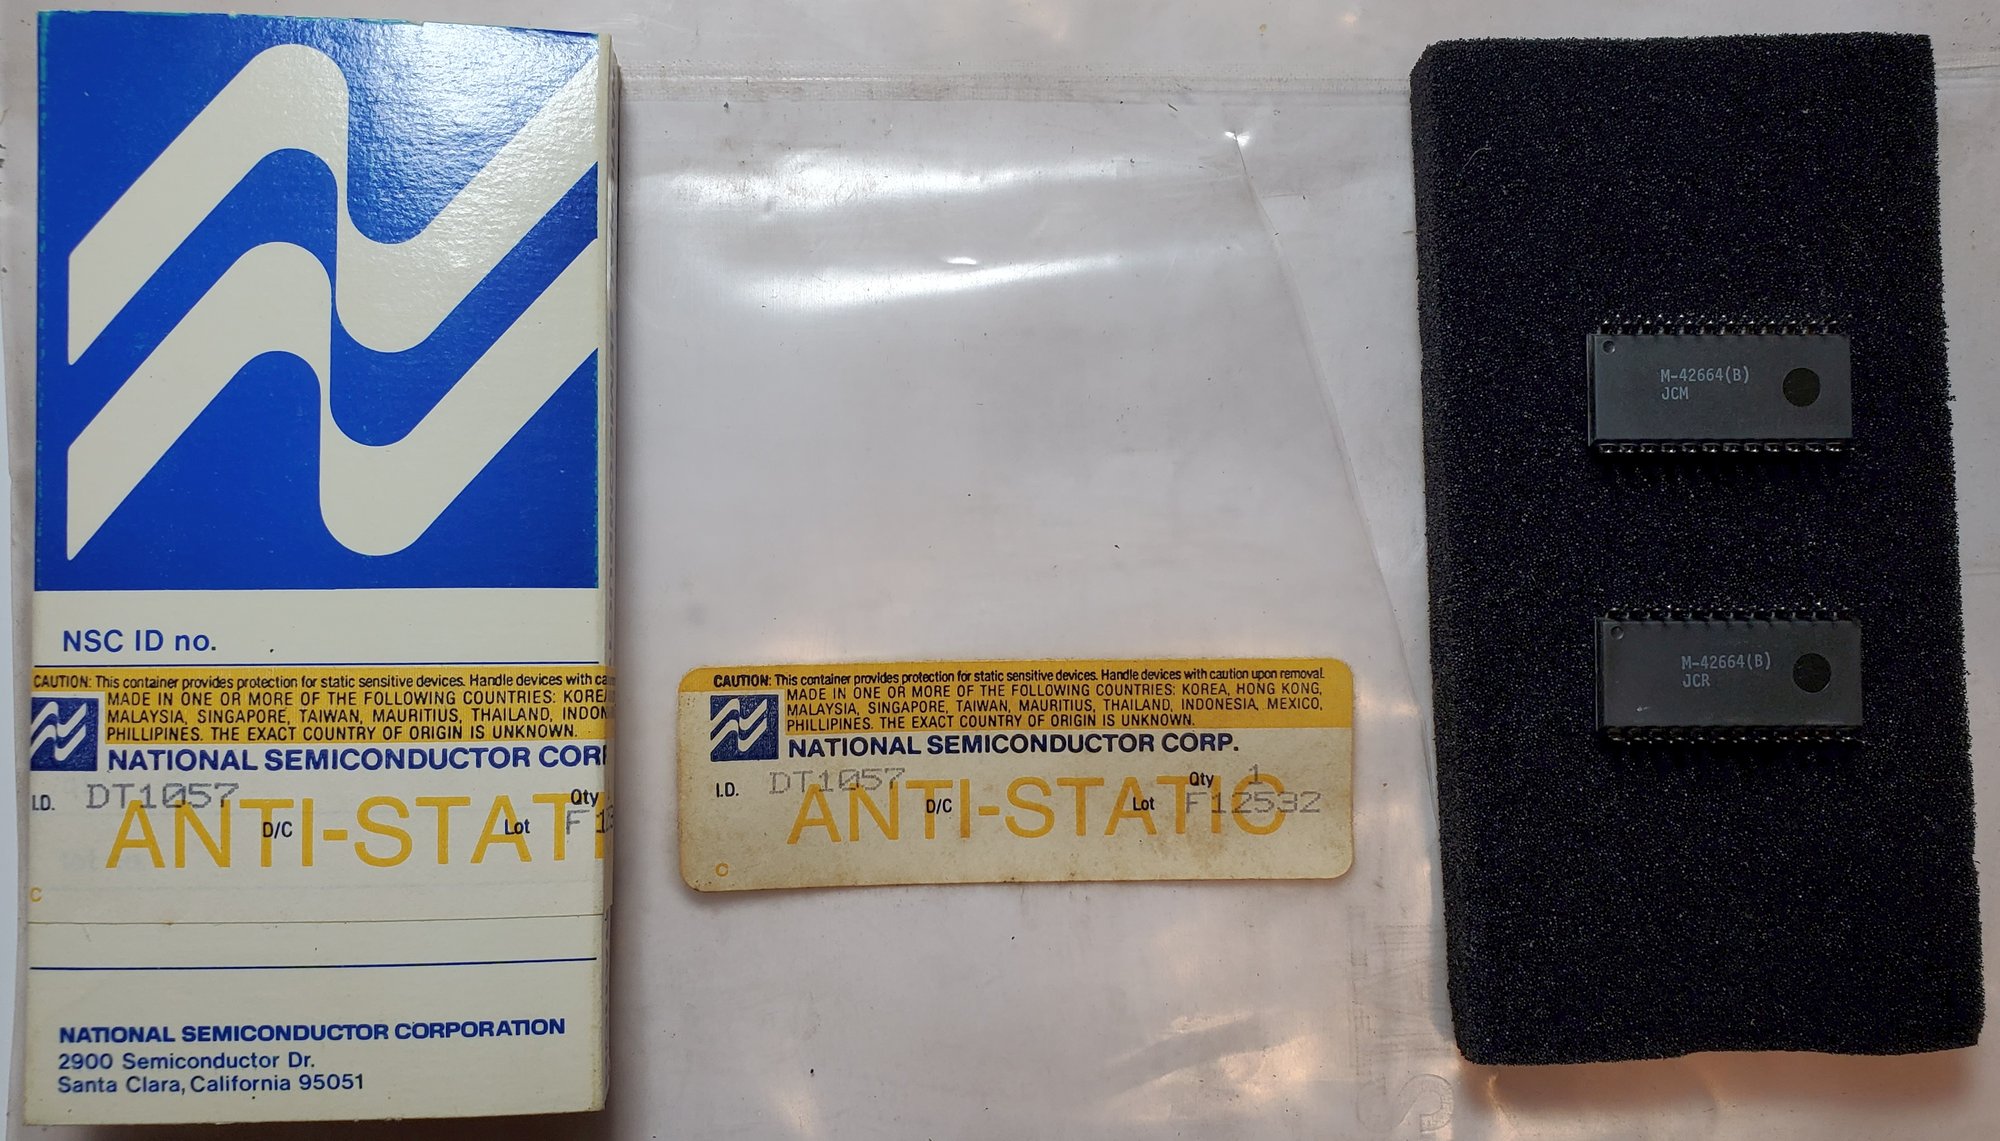 NSC ID no.
CAUTION: This container provides protection for static sensitive devices. Handle devices with ca
MADE IN ONE OR MORE OF THE FOLLOWING COUNTRIES: KOREA
MALAYSIA, SINGAPORE, TAIWAN, MAURITIUS, THAILAND, INDON
PHILLIPINES. THE EXACT COUNTRY OF ORIGIN IS UNKNOWN.
NATIONAL SEMICONDUCTOR COR
I.D. DT1057 Qty
ANTI-STATI
D/C Lot F13
C
NATIONAL SEMICONDUCTOR CORPORATION
2900 Semiconductor Dr.
Santa Clara, California 95051
CAUTION: This container provides protection for static sensitive devices. Handle devices with caution upon removal.
MADE IN ONE OR MORE OF THE FOLLOWING COUNTRIES: KOREA, HONG KONG,
MALAYSIA, SINGAPORE, TAIWAN, MAURITIUS, THAILAND, INDONESIA, MEXICO,
PHILLIPINES. THE EXACT COUNTRY OF ORIGIN IS UNKNOWN.
NATIONAL SEMICONDUCTOR CORP.
I.D. DT1057 Qty 1
ANTI-STATIC
D/C Lot F12532
M-42664(B)
JCM
M-42664(B)
JCR